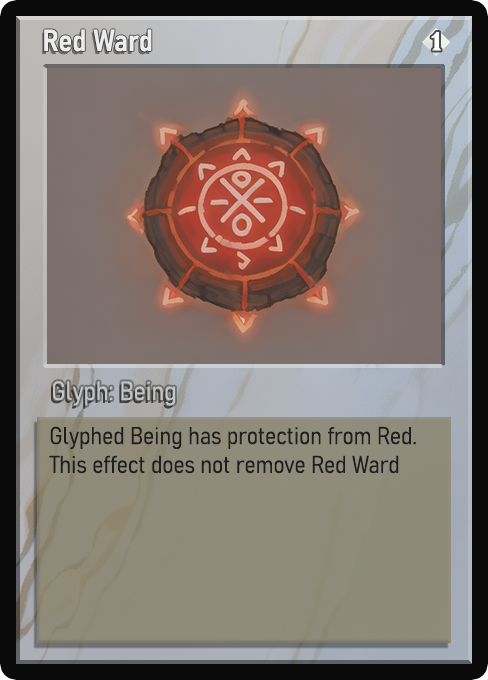 Red Ward
1
Glyph: Being
Glyphed Being has protection from Red.
This effect does not remove Red Ward